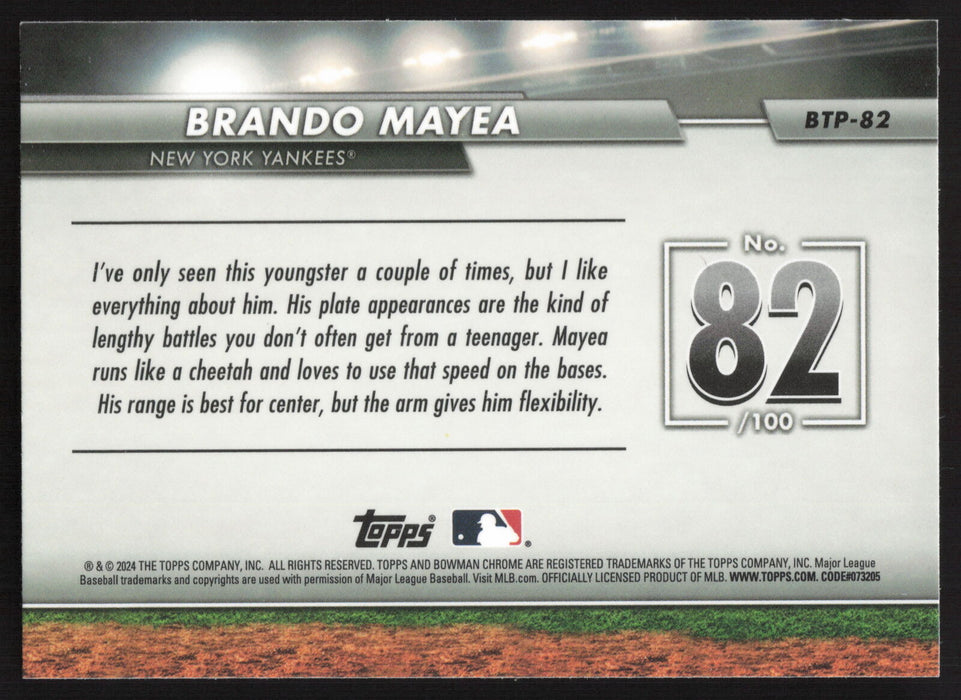 BRANDO MAYEA
BTP-82
NEW YORK YANKEES®
No.
82
/100
I've only seen this youngster a couple of times, but I like
everything about him. His plate appearances are the kind of
lengthy battles you don't often get from a teenager. Mayea
runs like a cheetah and loves to use that speed on the bases.
His range is best for center, but the arm gives him flexibility.
Topps®
®
® & © 2024 THE TOPPS COMPANY, INC. ALL RIGHTS RESERVED. TOPPS AND BOWMAN CHROME ARE REGISTERED TRADEMARKS OF THE TOPPS COMPANY, INC. Major League
Baseball trademarks and copyrights are used with permission of Major League Baseball. Visit MLB.com. OFFICIALLY LICENSED PRODUCT OF MLB. WWW.TOPPS.COM. CODE#073205